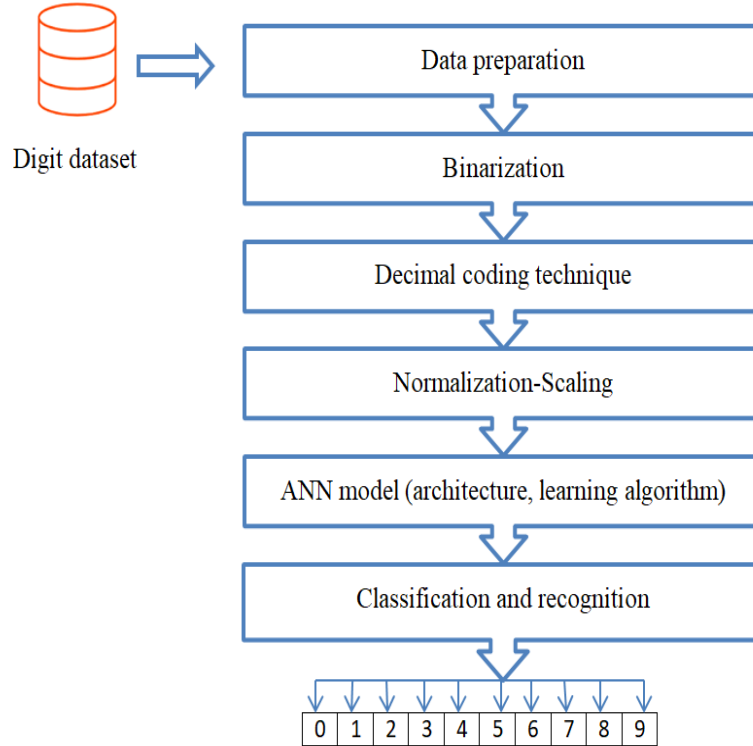 Data preparation
Digit dataset
Binarization
Decimal coding technique
Normalization-Scaling
ANN model (architecture, learning algorithm)
Classification and recognition
0 1 2 3 4 5 6 7 8 9